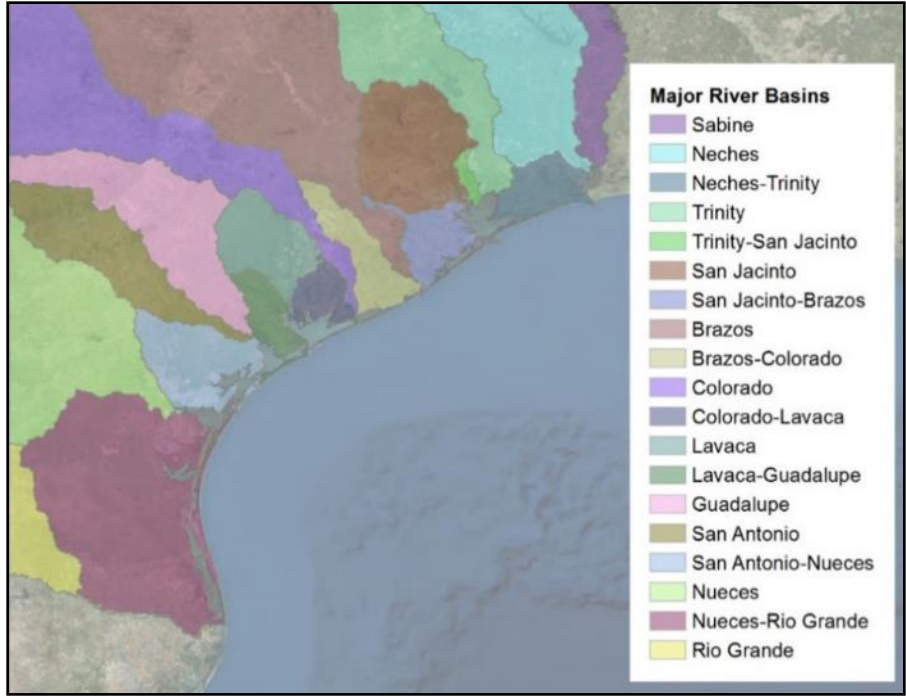 Major River Basins
Sabine
Neches
Neches-Trinity
Trinity
Trinity-San Jacinto
San Jacinto
San Jacinto-Brazos
Brazos
Brazos-Colorado
Colorado
Colorado-Lavaca
Lavaca
Lavaca-Guadalupe
Guadalupe
San Antonio
San Antonio-Nueces
Nueces
Nueces-Rio Grande
Rio Grande